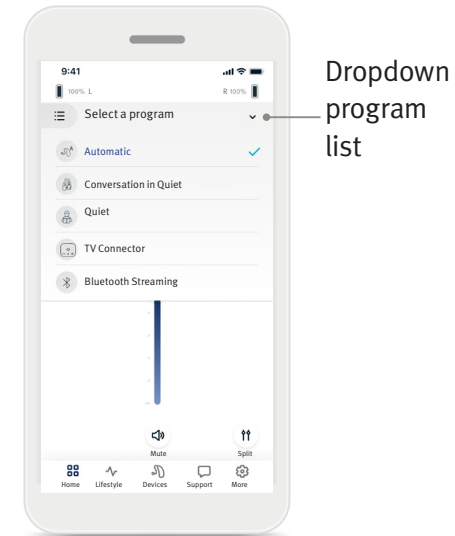 9:41
100% L
R 100%
Select a program
Automatic
Conversation in Quiet
Quiet
TV Connector
Bluetooth Streaming
Mute
Split
Home Lifestyle Devices Support More
Dropdown
program
list